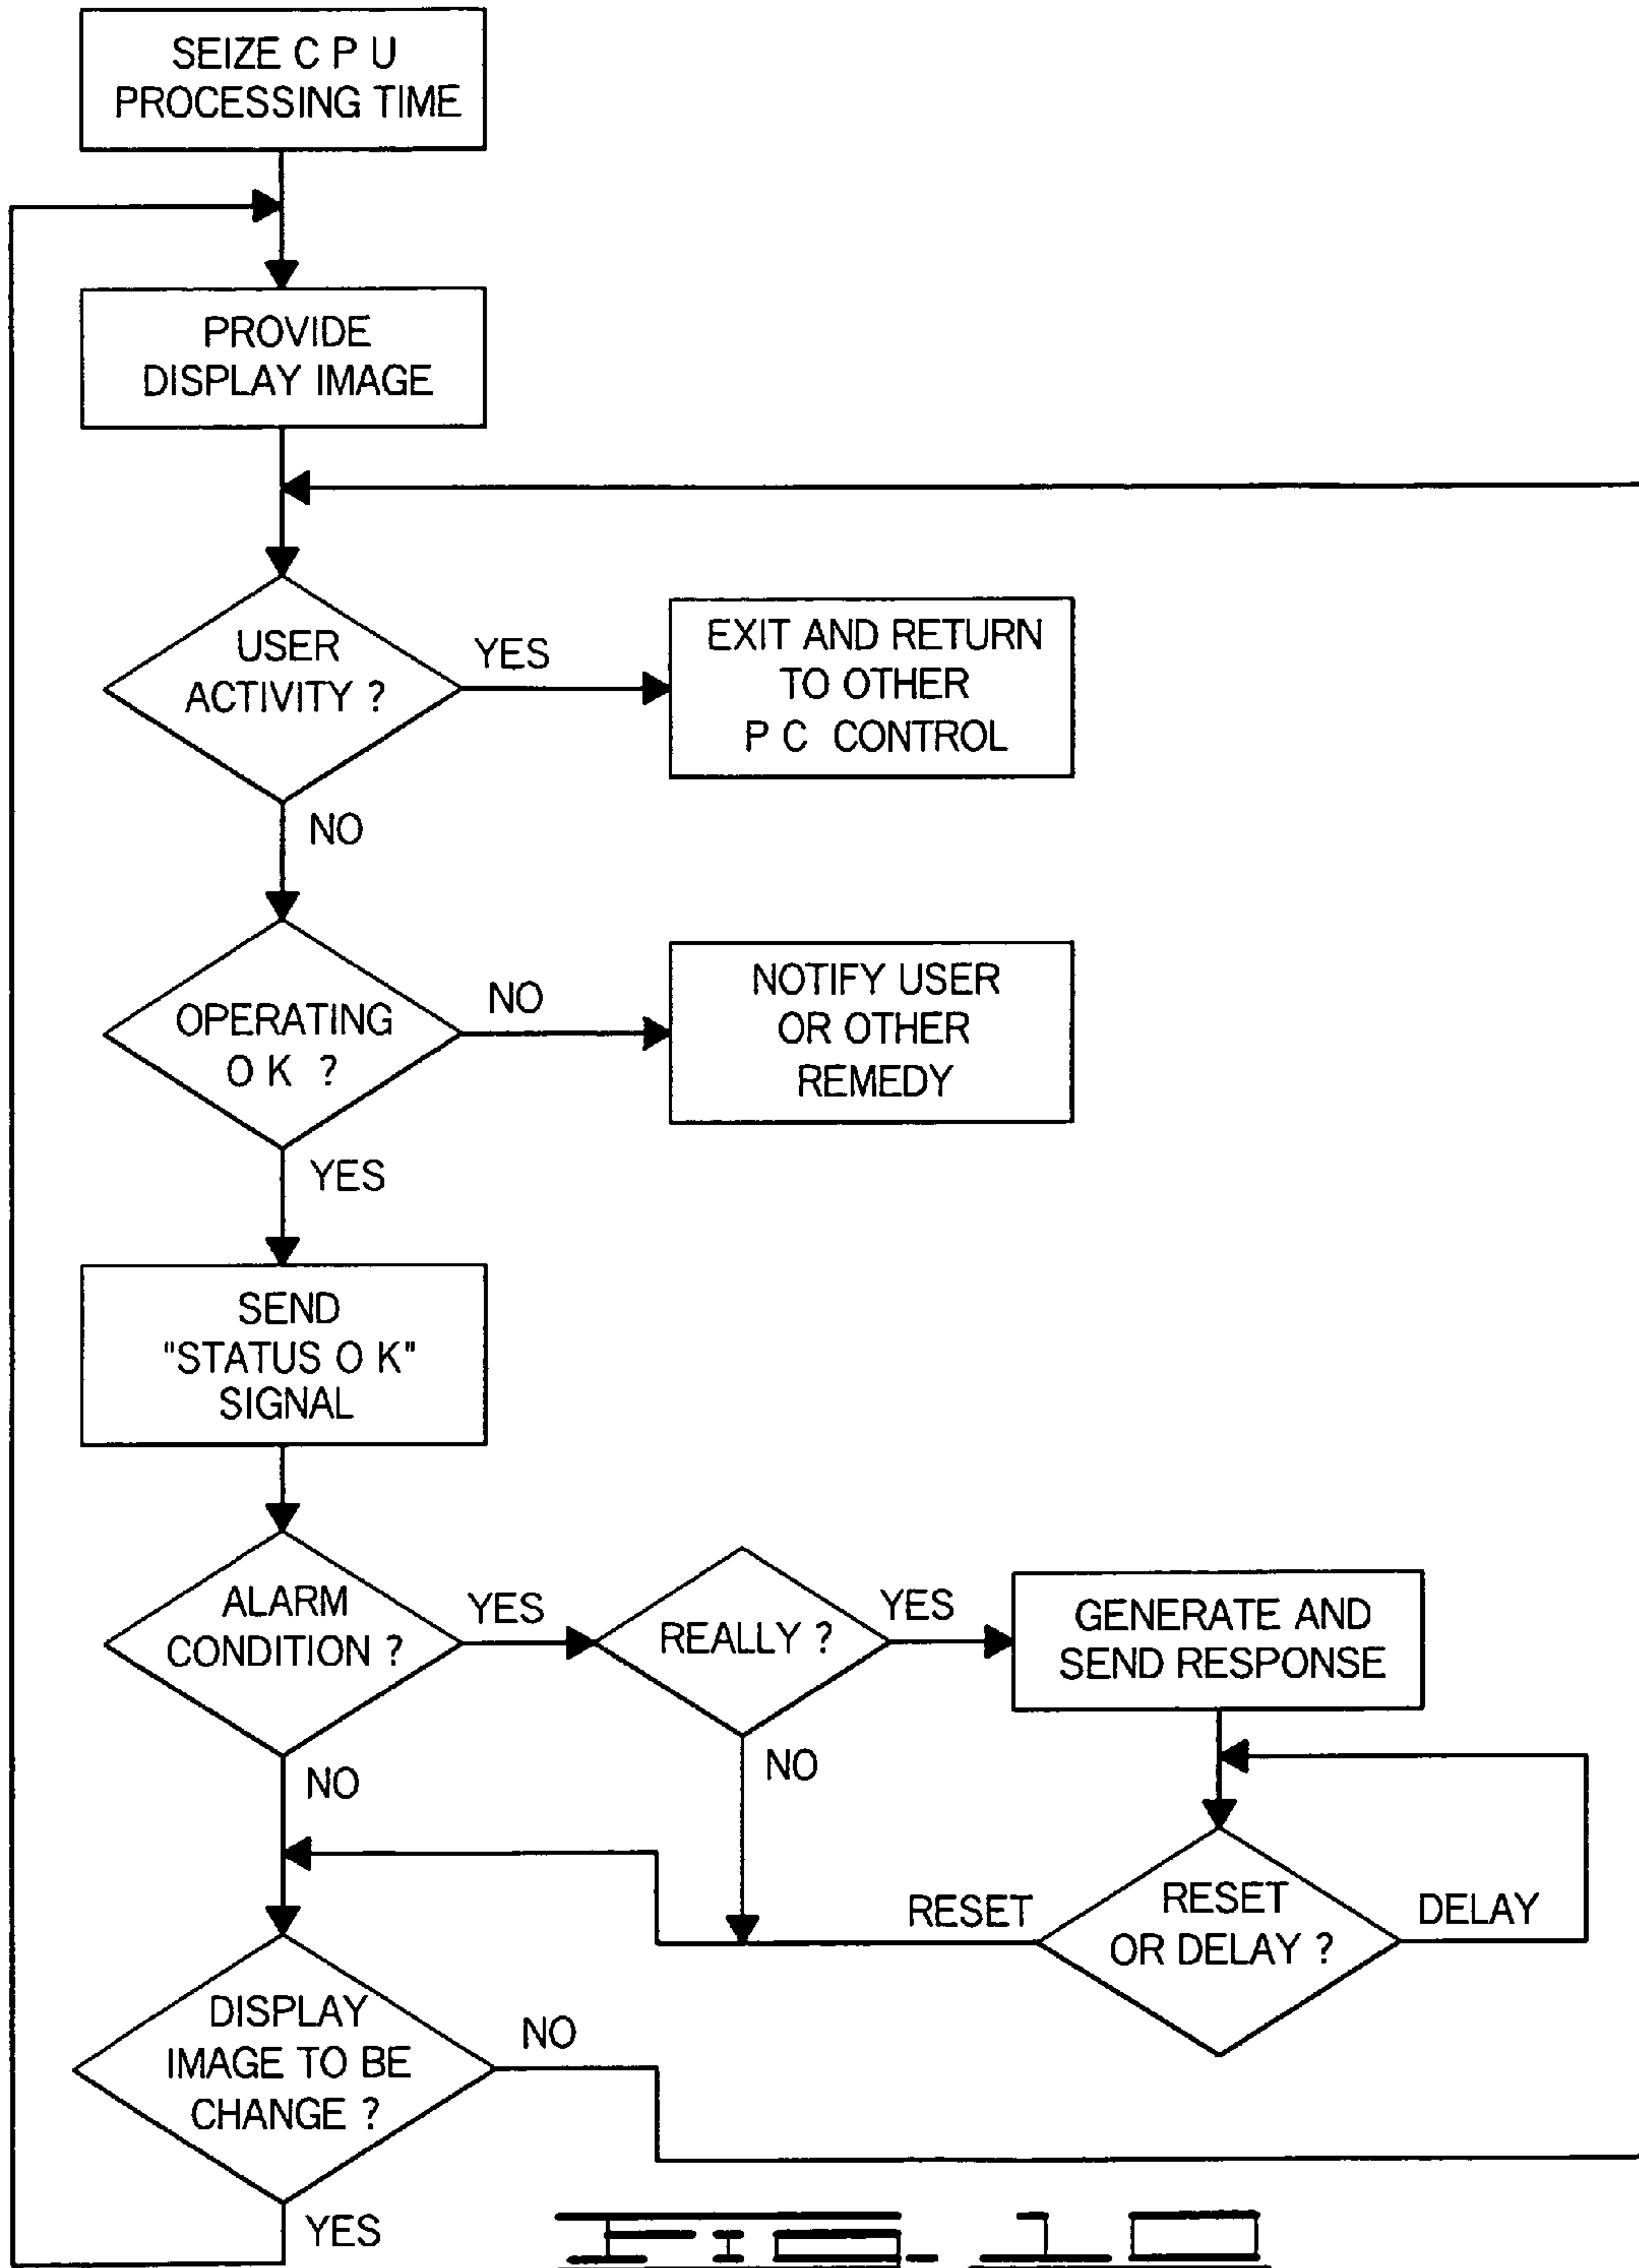 SEIZE C P U
PROCESSING TIME
PROVIDE
DISPLAY IMAGE
USER
ACTIVITY ?
YES
EXIT AND RETURN
TO OTHER
P C CONTROL
NO
OPERATING
O K ?
NO
NOTIFY USER
OR OTHER
REMEDY
YES
SEND
"STATUS O K"
SIGNAL
ALARM
CONDITION ?
YES
REALLY ?
YES
GENERATE AND
SEND RESPONSE
NO
NO
RESET
OR DELAY ?
RESET
DELAY
DISPLAY
IMAGE TO BE
CHANGE ?
NO
YES